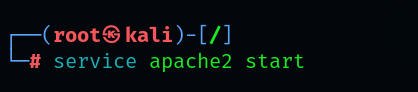 ┌──(root㉿kali)-[/]
└─# service apache2 start